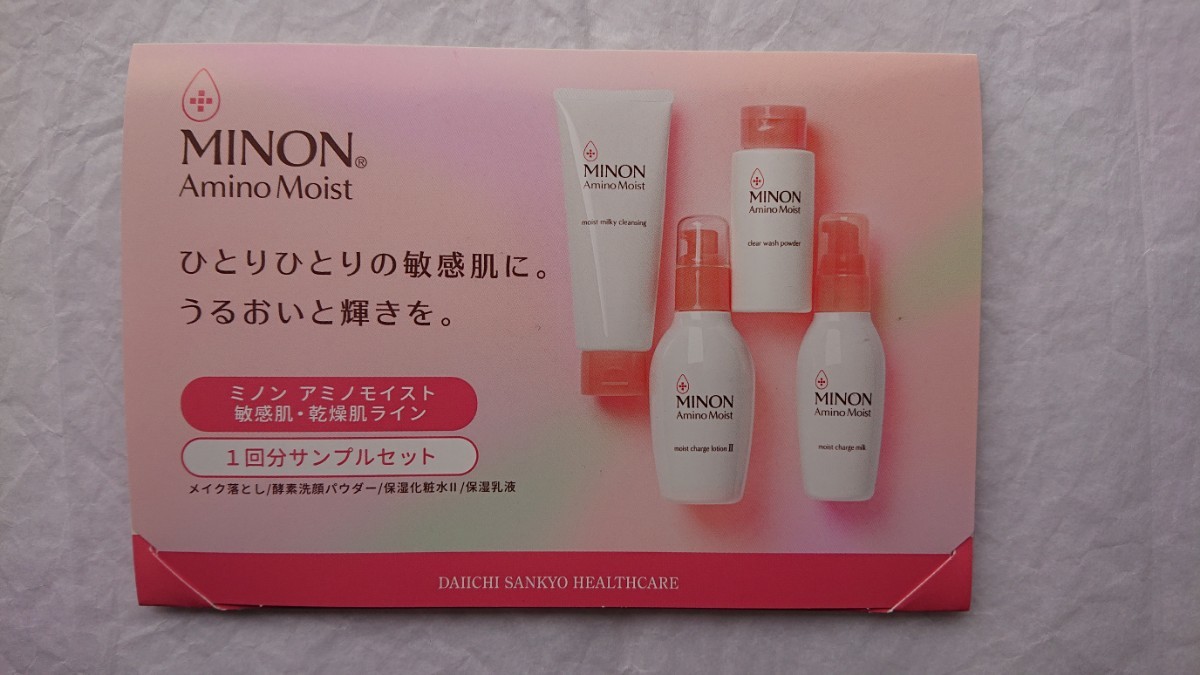 MINON®
Amino Moist
ひとりひとりの敏感肌に。
うるおいと輝きを。
ミノン アミノモイスト
敏感肌・乾燥肌ライン
1回分サンプルセット
メイク落とし/酵素洗顔パウダー/保湿化粧水II/保湿乳液
MINON
Amino Moist
moist milky cleansing
MINON
Amino Moist
clear wash powder
MINON
Amino Moist
moist charge lotion II
MINON
Amino Moist
moist charge milk
DAIICHI SANKYO HEALTHCARE